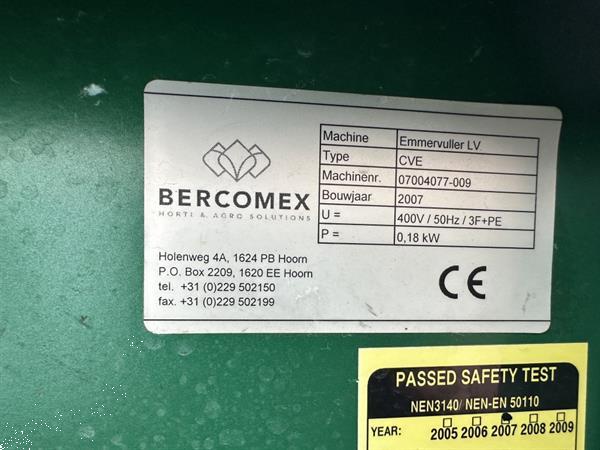 BERCOMEX
HORTI & AGRO SOLUTIONS
Machine Emmervuller LV
Type CVE
Machinenr. 07004077-009
Bouwjaar 2007
U = 400V / 50Hz / 3F+PE
P = 0,18 kW
Holenweg 4A, 1624 PB Hoorn
P.O. Box 2209, 1620 EE Hoorn
tel. +31 (0)229 502150
fax. +31 (0)229 502199
CE
PASSED SAFETY TEST
NEN3140/ NEN-EN 50110
YEAR: 2005 2006 2007 2008 2009